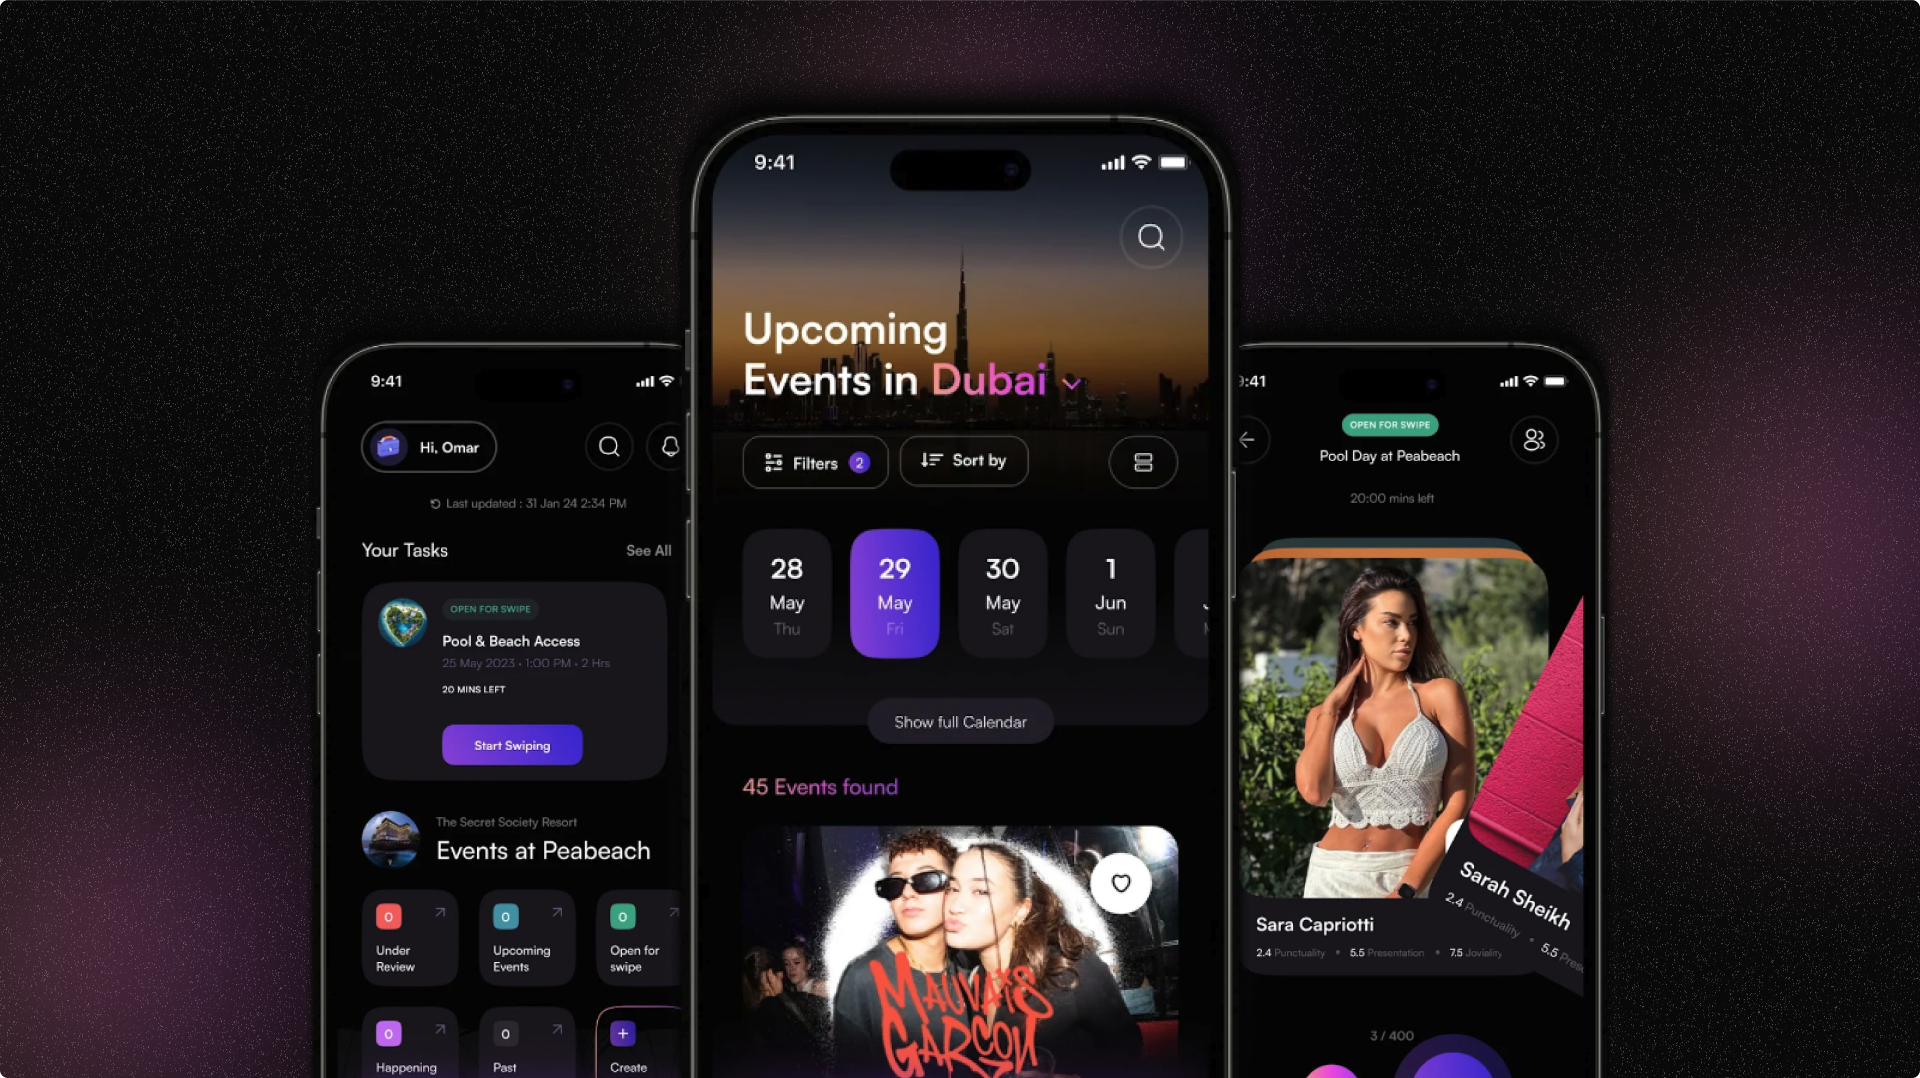 9:41
Hi, Omar
Last updated : 31 Jan 24 2:34 PM
Your Tasks
See All
OPEN FOR SWIPE
Pool & Beach Access
25 May 2023 • 1:00 PM • 2 Hrs
20 MINS LEFT
Start Swiping
The Secret Society Resort
Events at Peabeach
0
Under
Review
0
Upcoming
Events
0
Open for
swipe
0
Happening
0
Past
+
Create
9:41
Upcoming
Events in Dubai
Filters 2
Sort by
28
May
Thu
29
May
Fri
30
May
Sat
1
Jun
Sun
Show full Calendar
45 Events found
MAUVAIS
GARÇON
9:41
OPEN FOR SWIPE
Pool Day at Peabeach
20:00 mins left
Sara Capriotti
2.4 Punctuality • 5.5 Presentation • 7.5 Joviality
Sarah Sheikh
2.4 Punctuality • 5.5
3 / 400